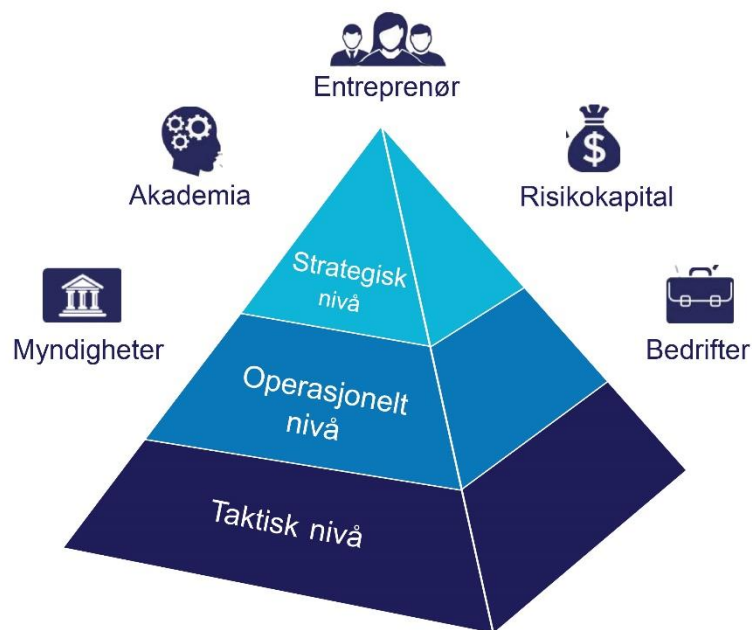 Entreprenør
Akademia
Risikokapital
Myndigheter
Bedrifter
Strategisk
nivå
Operasjonelt
nivå
Taktisk nivå